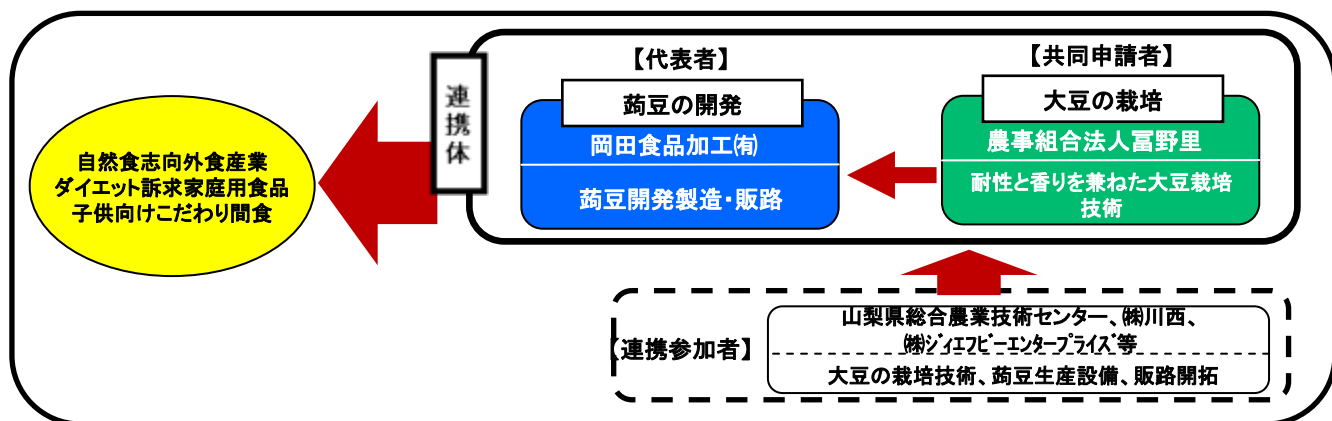 連携体
【代表者】
蒟豆の開発
岡田食品加工㈲
蒟豆開発製造・販路
【共同申請者】
大豆の栽培
農事組合法人冨野里
耐性と香りを兼ねた大豆栽培
技術
自然食志向外食産業
ダイエット訴求家庭用食品
子供向けこだわり間食
【連携参加者】
山梨県総合農業技術センター、㈱川西、
㈱ジィエフビーエンタープライズ等
大豆の栽培技術、蒟豆生産設備、販路開拓